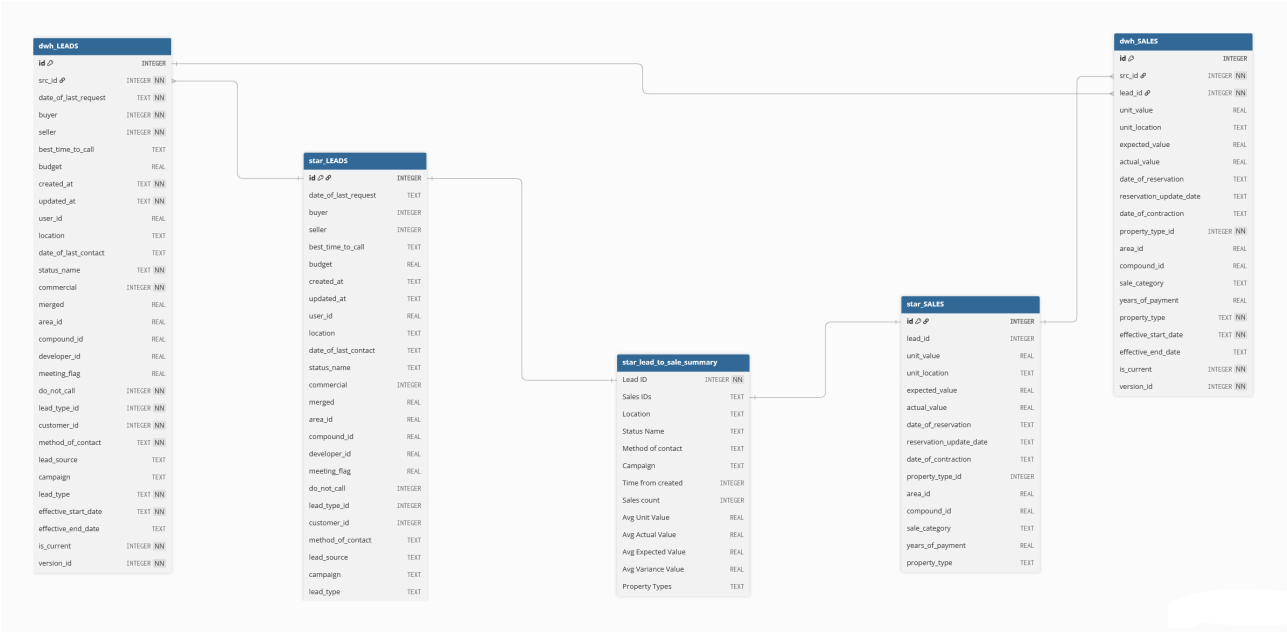 dwh_LEADS
id INTEGER
src_id INTEGER NN
date_of_last_request TEXT NN
buyer INTEGER NN
seller INTEGER NN
best_time_to_call TEXT
budget REAL
created_at TEXT NN
updated_at TEXT NN
user_id REAL
location TEXT
date_of_last_contact TEXT
status_name TEXT NN
commercial INTEGER NN
merged REAL
area_id REAL
compound_id REAL
developer_id REAL
meeting_flag REAL
do_not_call INTEGER NN
lead_type_id INTEGER NN
customer_id INTEGER NN
method_of_contact TEXT NN
lead_source TEXT
campaign TEXT
lead_type TEXT NN
effective_start_date TEXT NN
effective_end_date TEXT
is_current INTEGER NN
version_id INTEGER NN
star_LEADS
id INTEGER
date_of_last_request TEXT
buyer INTEGER
seller INTEGER
best_time_to_call TEXT
budget REAL
created_at TEXT
updated_at TEXT
user_id REAL
location TEXT
date_of_last_contact TEXT
status_name TEXT
commercial INTEGER
merged REAL
area_id REAL
compound_id REAL
developer_id REAL
meeting_flag REAL
do_not_call INTEGER
lead_type_id INTEGER
customer_id INTEGER
method_of_contact TEXT
lead_source TEXT
campaign TEXT
lead_type TEXT
star_lead_to_sale_summary
Lead ID INTEGER NN
Sales IDs TEXT
Location TEXT
Status Name TEXT
Method of contact TEXT
Campaign TEXT
Time from created INTEGER
Sales count INTEGER
Avg Unit Value REAL
Avg Actual Value REAL
Avg Expected Value REAL
Avg Variance Value REAL
Property Types TEXT
star_SALES
id INTEGER
lead_id INTEGER
unit_value REAL
unit_location TEXT
expected_value REAL
actual_value REAL
date_of_reservation TEXT
reservation_update_date TEXT
date_of_contraction TEXT
property_type_id INTEGER
area_id REAL
compound_id REAL
sale_category TEXT
years_of_payment REAL
property_type TEXT
dwh_SALES
id INTEGER
src_id INTEGER NN
lead_id INTEGER NN
unit_value REAL
unit_location TEXT
expected_value REAL
actual_value REAL
date_of_reservation TEXT
reservation_update_date TEXT
date_of_contraction TEXT
property_type_id INTEGER NN
area_id REAL
compound_id REAL
sale_category TEXT
years_of_payment REAL
property_type TEXT NN
effective_start_date TEXT NN
effective_end_date TEXT
is_current INTEGER NN
version_id INTEGER NN